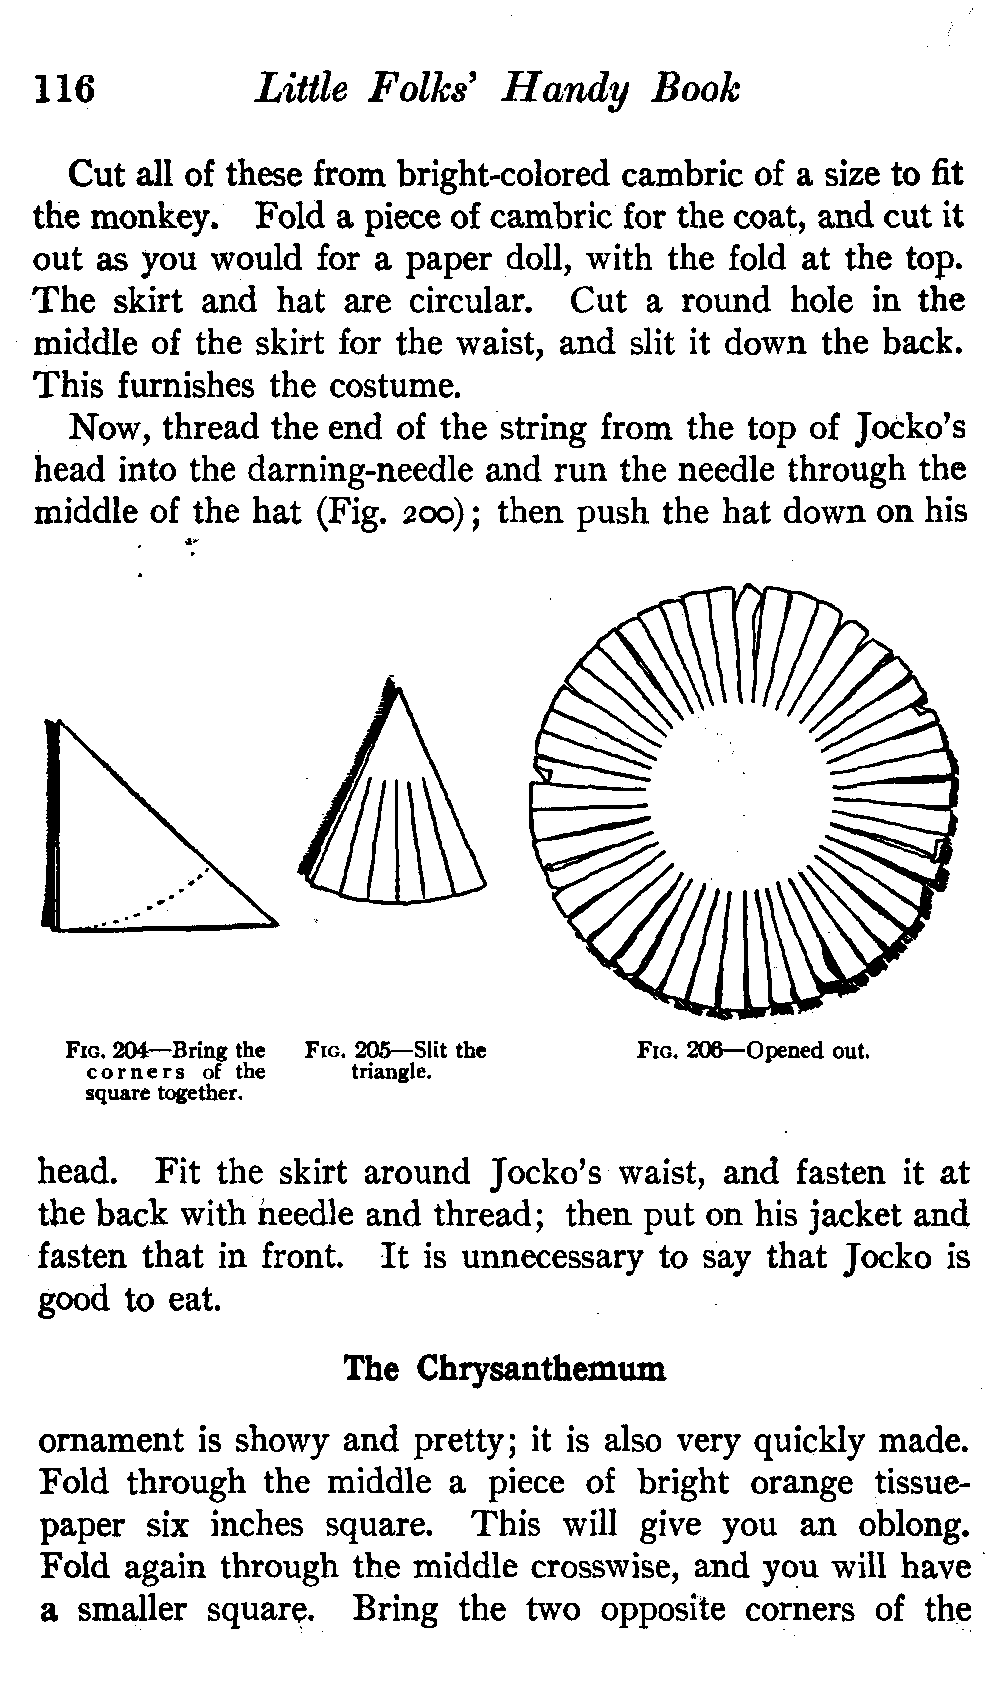 116 Little Folks' Handy Book
Cut all of these from bright-colored cambric of a size to fit
the monkey. Fold a piece of cambric for the coat, and cut it
out as you would for a paper doll, with the fold at the top.
The skirt and hat are circular. Cut a round hole in the
middle of the skirt for the waist, and slit it down the back.
This furnishes the costume.
Now, thread the end of the string from the top of Jocko's
head into the darning-needle and run the needle through the
middle of the hat (Fig. 200); then push the hat down on his
FIG. 204—Bring the
corners of the
square together.
FIG. 205—Slit the
triangle.
FIG. 206—Opened out.
head. Fit the skirt around Jocko's waist, and fasten it at
the back with needle and thread; then put on his jacket and
fasten that in front. It is unnecessary to say that Jocko is
good to eat.
The Chrysanthemum
ornament is showy and pretty; it is also very quickly made.
Fold through the middle a piece of bright orange tissue-
paper six inches square. This will give you an oblong.
Fold again through the middle crosswise, and you will have
a smaller square. Bring the two opposite corners of the